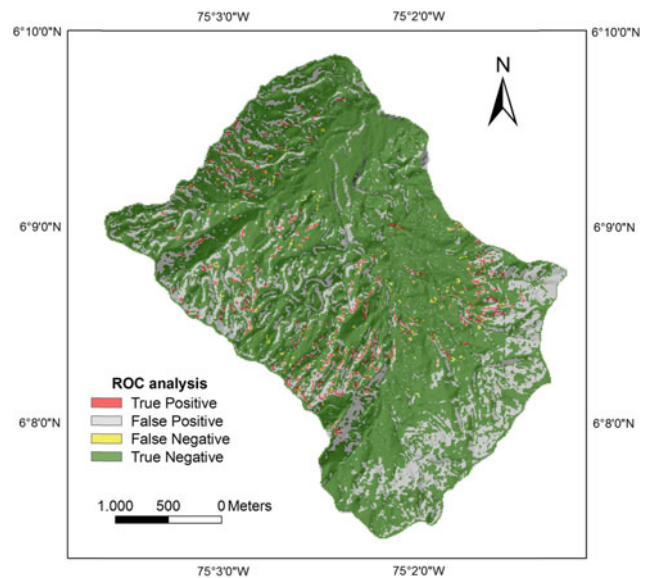 75°3'0"W 75°2'0"W
6°10'0"N 6°10'0"N
N
6°9'0"N 6°9'0"N
6°8'0"N 6°8'0"N
ROC analysis
True Positive
False Positive
False Negative
True Negative
1.000 500 0 Meters
75°3'0"W 75°2'0"W